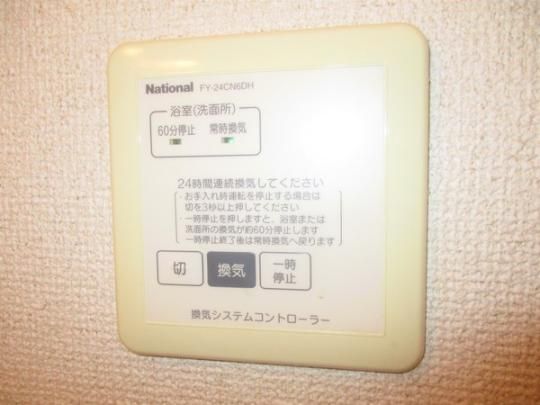 National FY-24CN6DH
浴室(洗面所)
60分停止 常時換気
24時間連続換気してください
・お手入れ時運転を停止する場合は
切を3秒以上押してください
・一時停止を押しますと、浴室または
洗面所の換気が約60分停止します
一時停止終了後は常時換気へ戻ります
切 換気 一時
停止
換気システムコントローラー